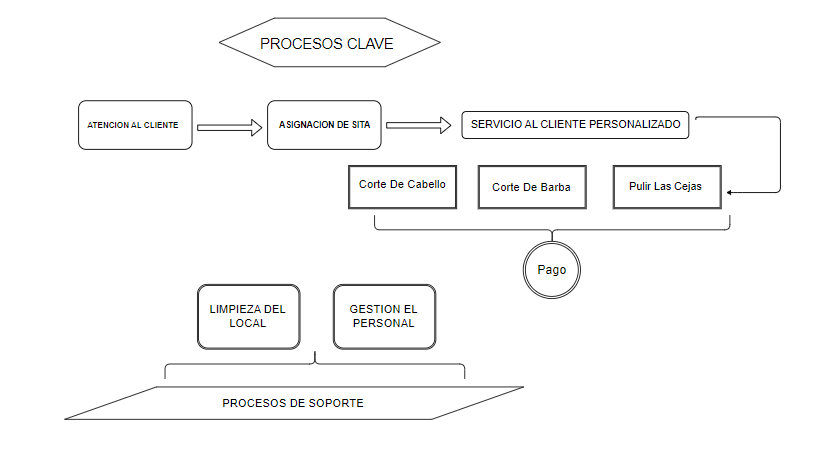 PROCESOS CLAVE
ATENCION AL CLIENTE
ASIGNACION DE SITA
SERVICIO AL CLIENTE PERSONALIZADO
Corte De Cabello
Corte De Barba
Pulir Las Cejas
Pago
LIMPIEZA DEL
LOCAL
GESTION EL
PERSONAL
PROCESOS DE SOPORTE